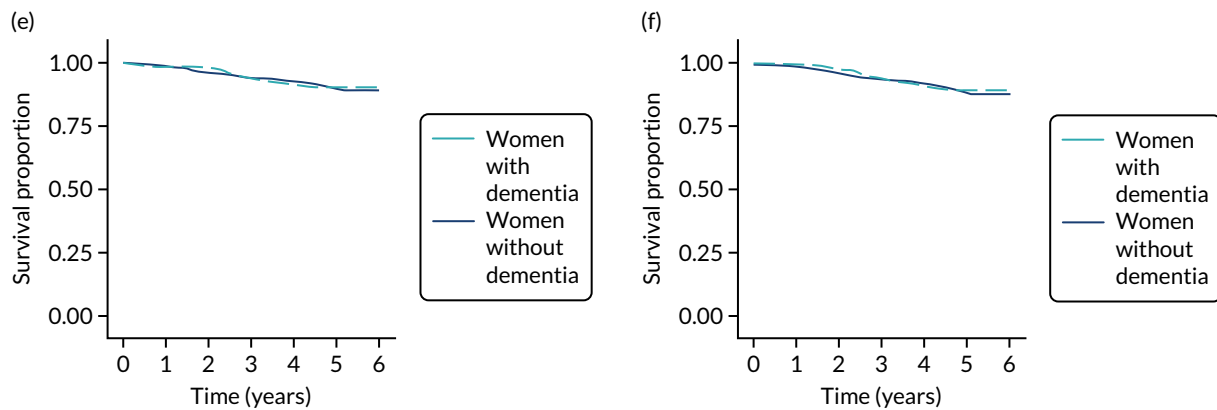 (e)
Survival proportion
1.00
0.75
0.50
0.25
0.00
0 1 2 3 4 5 6
Time (years)
Women
with
dementia
Women
without
dementia
(f)
Survival proportion
1.00
0.75
0.50
0.25
0.00
0 1 2 3 4 5 6
Time (years)
Women
with
dementia
Women
without
dementia